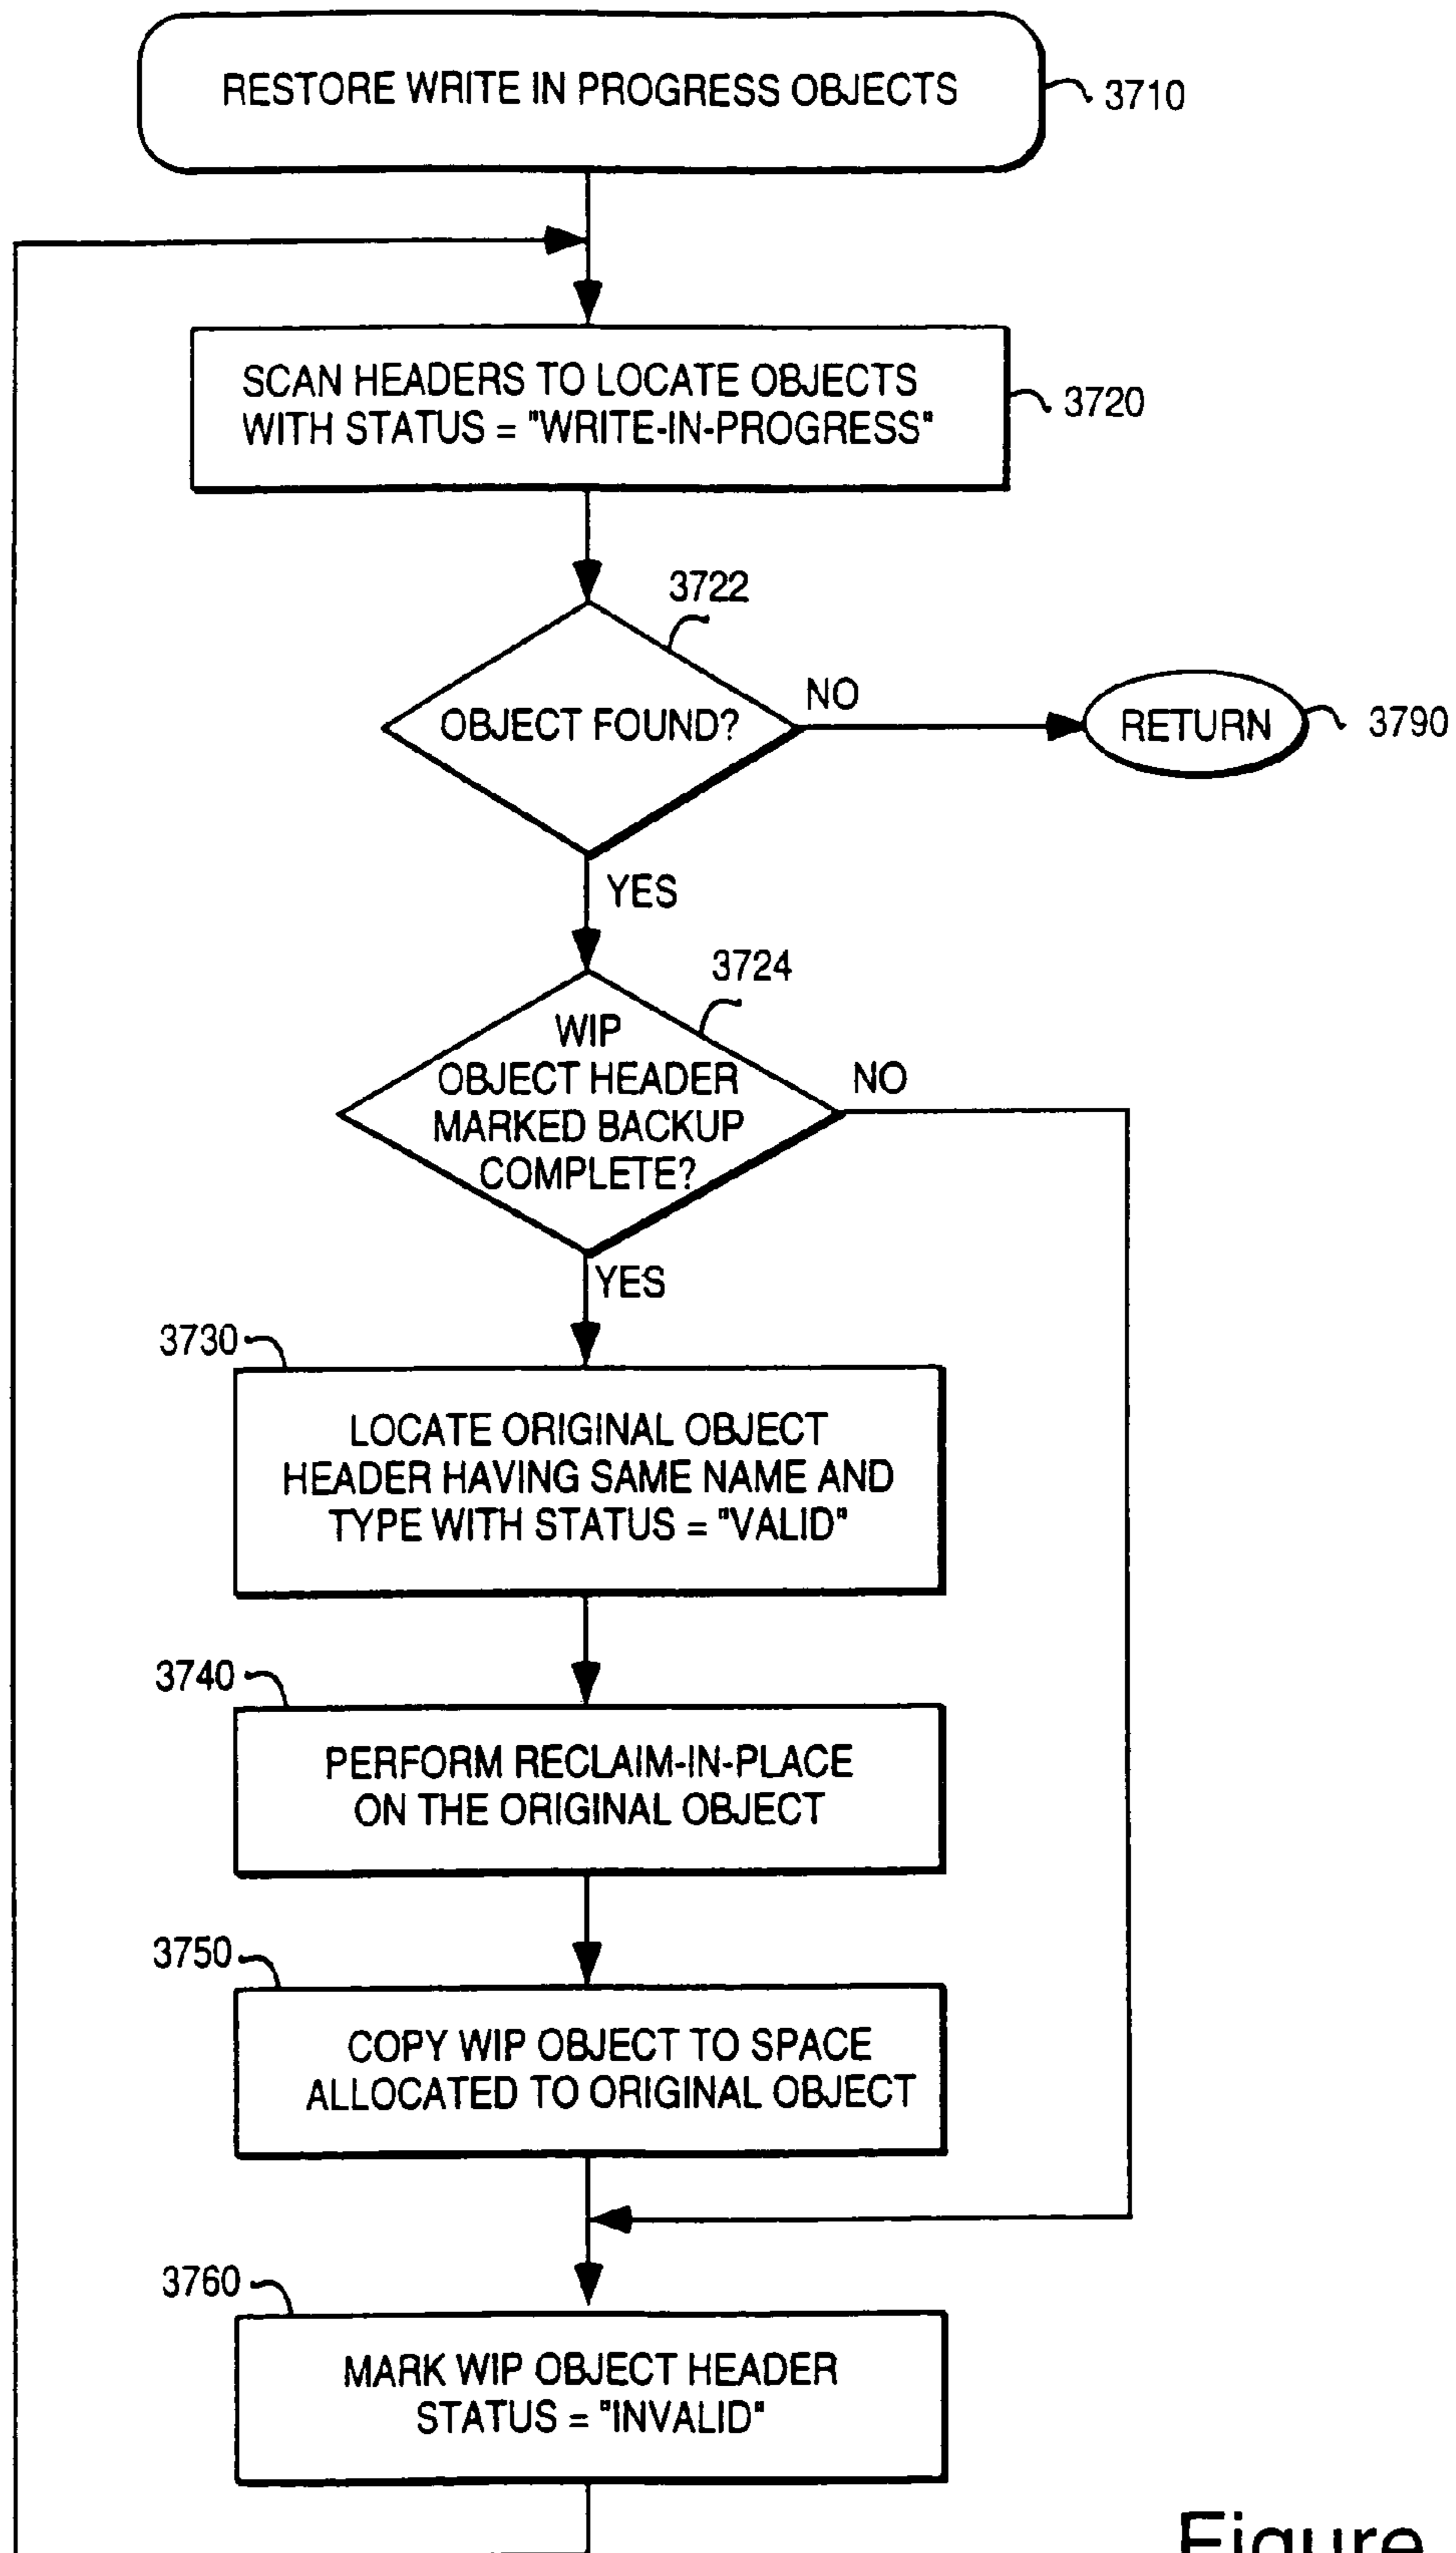 RESTORE WRITE IN PROGRESS OBJECTS
3710
SCAN HEADERS TO LOCATE OBJECTS
WITH STATUS = "WRITE-IN-PROGRESS"
3720
3722
OBJECT FOUND?
NO
RETURN
3790
YES
3724
WIP
OBJECT HEADER
MARKED BACKUP
COMPLETE?
NO
YES
3730
LOCATE ORIGINAL OBJECT
HEADER HAVING SAME NAME AND
TYPE WITH STATUS = "VALID"
3740
PERFORM RECLAIM-IN-PLACE
ON THE ORIGINAL OBJECT
3750
COPY WIP OBJECT TO SPACE
ALLOCATED TO ORIGINAL OBJECT
3760
MARK WIP OBJECT HEADER
STATUS = "INVALID"
Figure